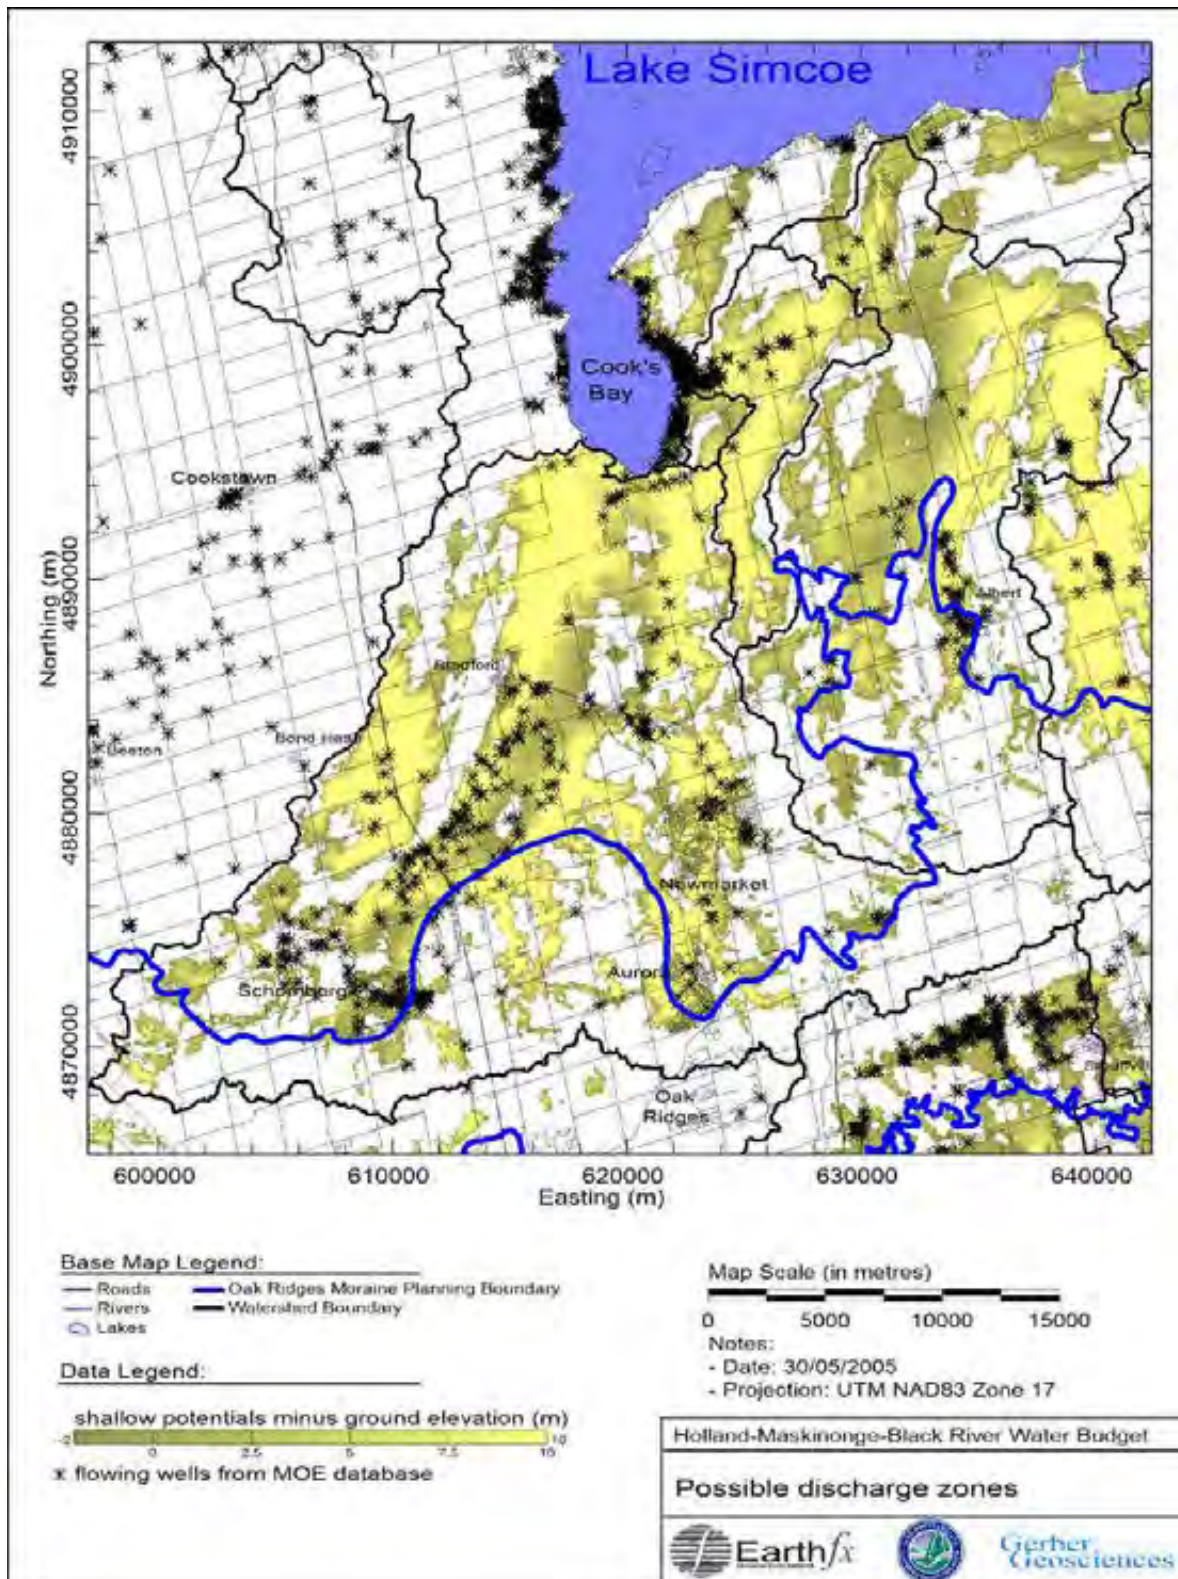 Lake Simcoe
4910000
4900000
Cook's
Bay
Cookstown
Northing (m)
4890000
Albert
Bradford
Beeton
Bond Head
4880000
Newmarket
Aurora
Schomberg
4870000
Oak
Ridges
600000
610000
620000
630000
640000
Easting (m)
Base Map Legend:
Roads
Oak Ridges Moraine Planning Boundary
Rivers
Watershed Boundary
Lakes
Map Scale (in metres)
0
5000
10000
15000
Notes:
- Date: 30/05/2005
- Projection: UTM NAD83 Zone 17
Data Legend:
shallow potentials minus ground elevation (m)
0
2.5
5
7.5
10
flowing wells from MOE database
Holland-Maskinonge-Black River Water Budget
Possible discharge zones
Earthfx
Gerber
Geosciences